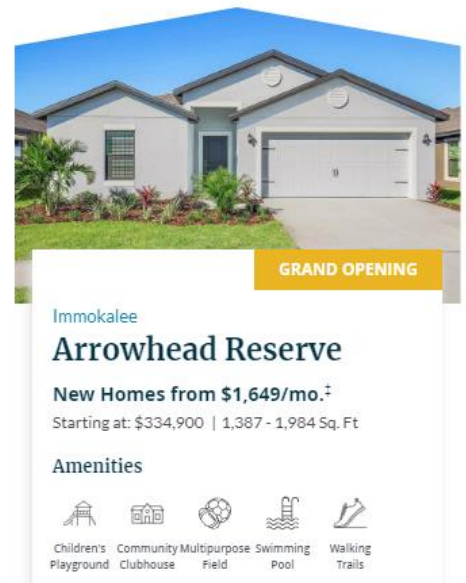 GRAND OPENING
Immokalee
Arrowhead Reserve
New Homes from $1,649/mo.‡
Starting at: $334,900 | 1,387 - 1,984 Sq. Ft
Amenities
Children's Playground
Community Clubhouse
Multipurpose Field
Swimming Pool
Walking Trails